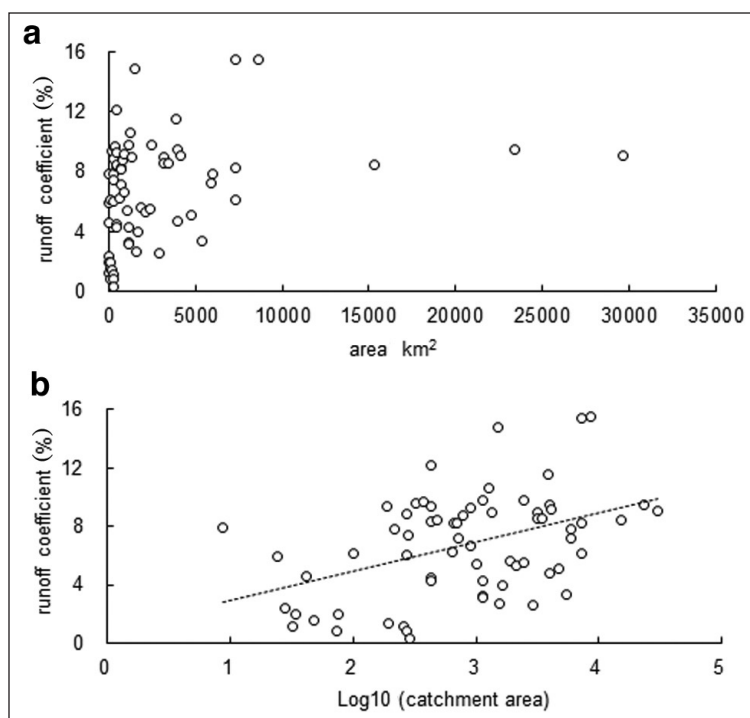 a
runoff coefficient (%)
16
12
8
4
0
0 5000 10000 15000 20000 25000 30000 35000
area km²
b
runoff coefficient (%)
16
12
8
4
0
0 1 2 3 4 5
Log10 (catchment area)